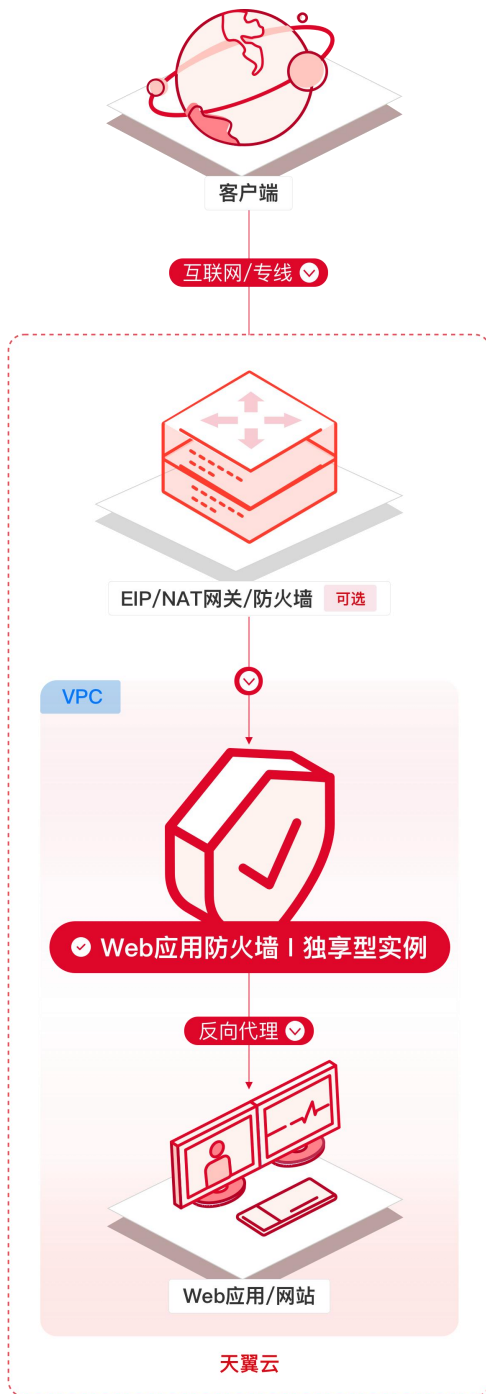 客户端
互联网/专线
EIP/NAT网关/防火墙 可选
VPC
Web应用防火墙 | 独享型实例
反向代理
Web应用/网站
天翼云